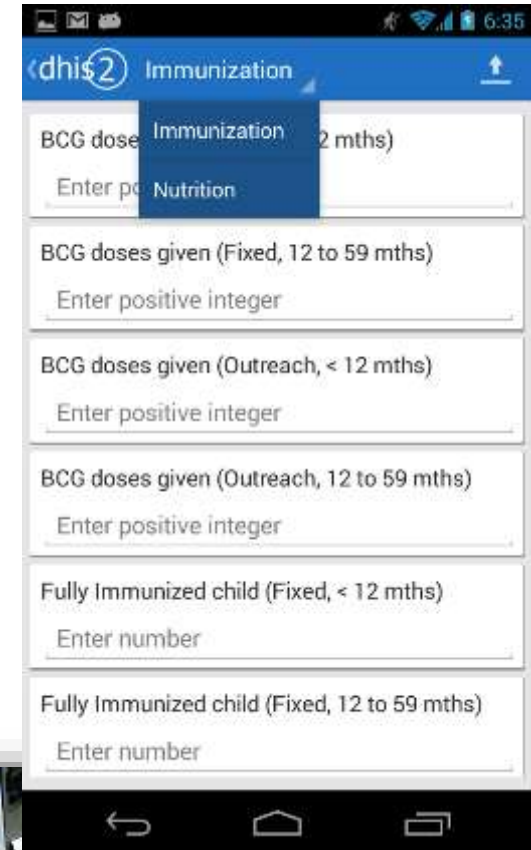 6:35
dhis2 Immunization
Immunization
Nutrition
BCG dose 2 mths)
Enter po
BCG doses given (Fixed, 12 to 59 mths)
Enter positive integer
BCG doses given (Outreach, < 12 mths)
Enter positive integer
BCG doses given (Outreach, 12 to 59 mths)
Enter positive integer
Fully Immunized child (Fixed, < 12 mths)
Enter number
Fully Immunized child (Fixed, 12 to 59 mths)
Enter number